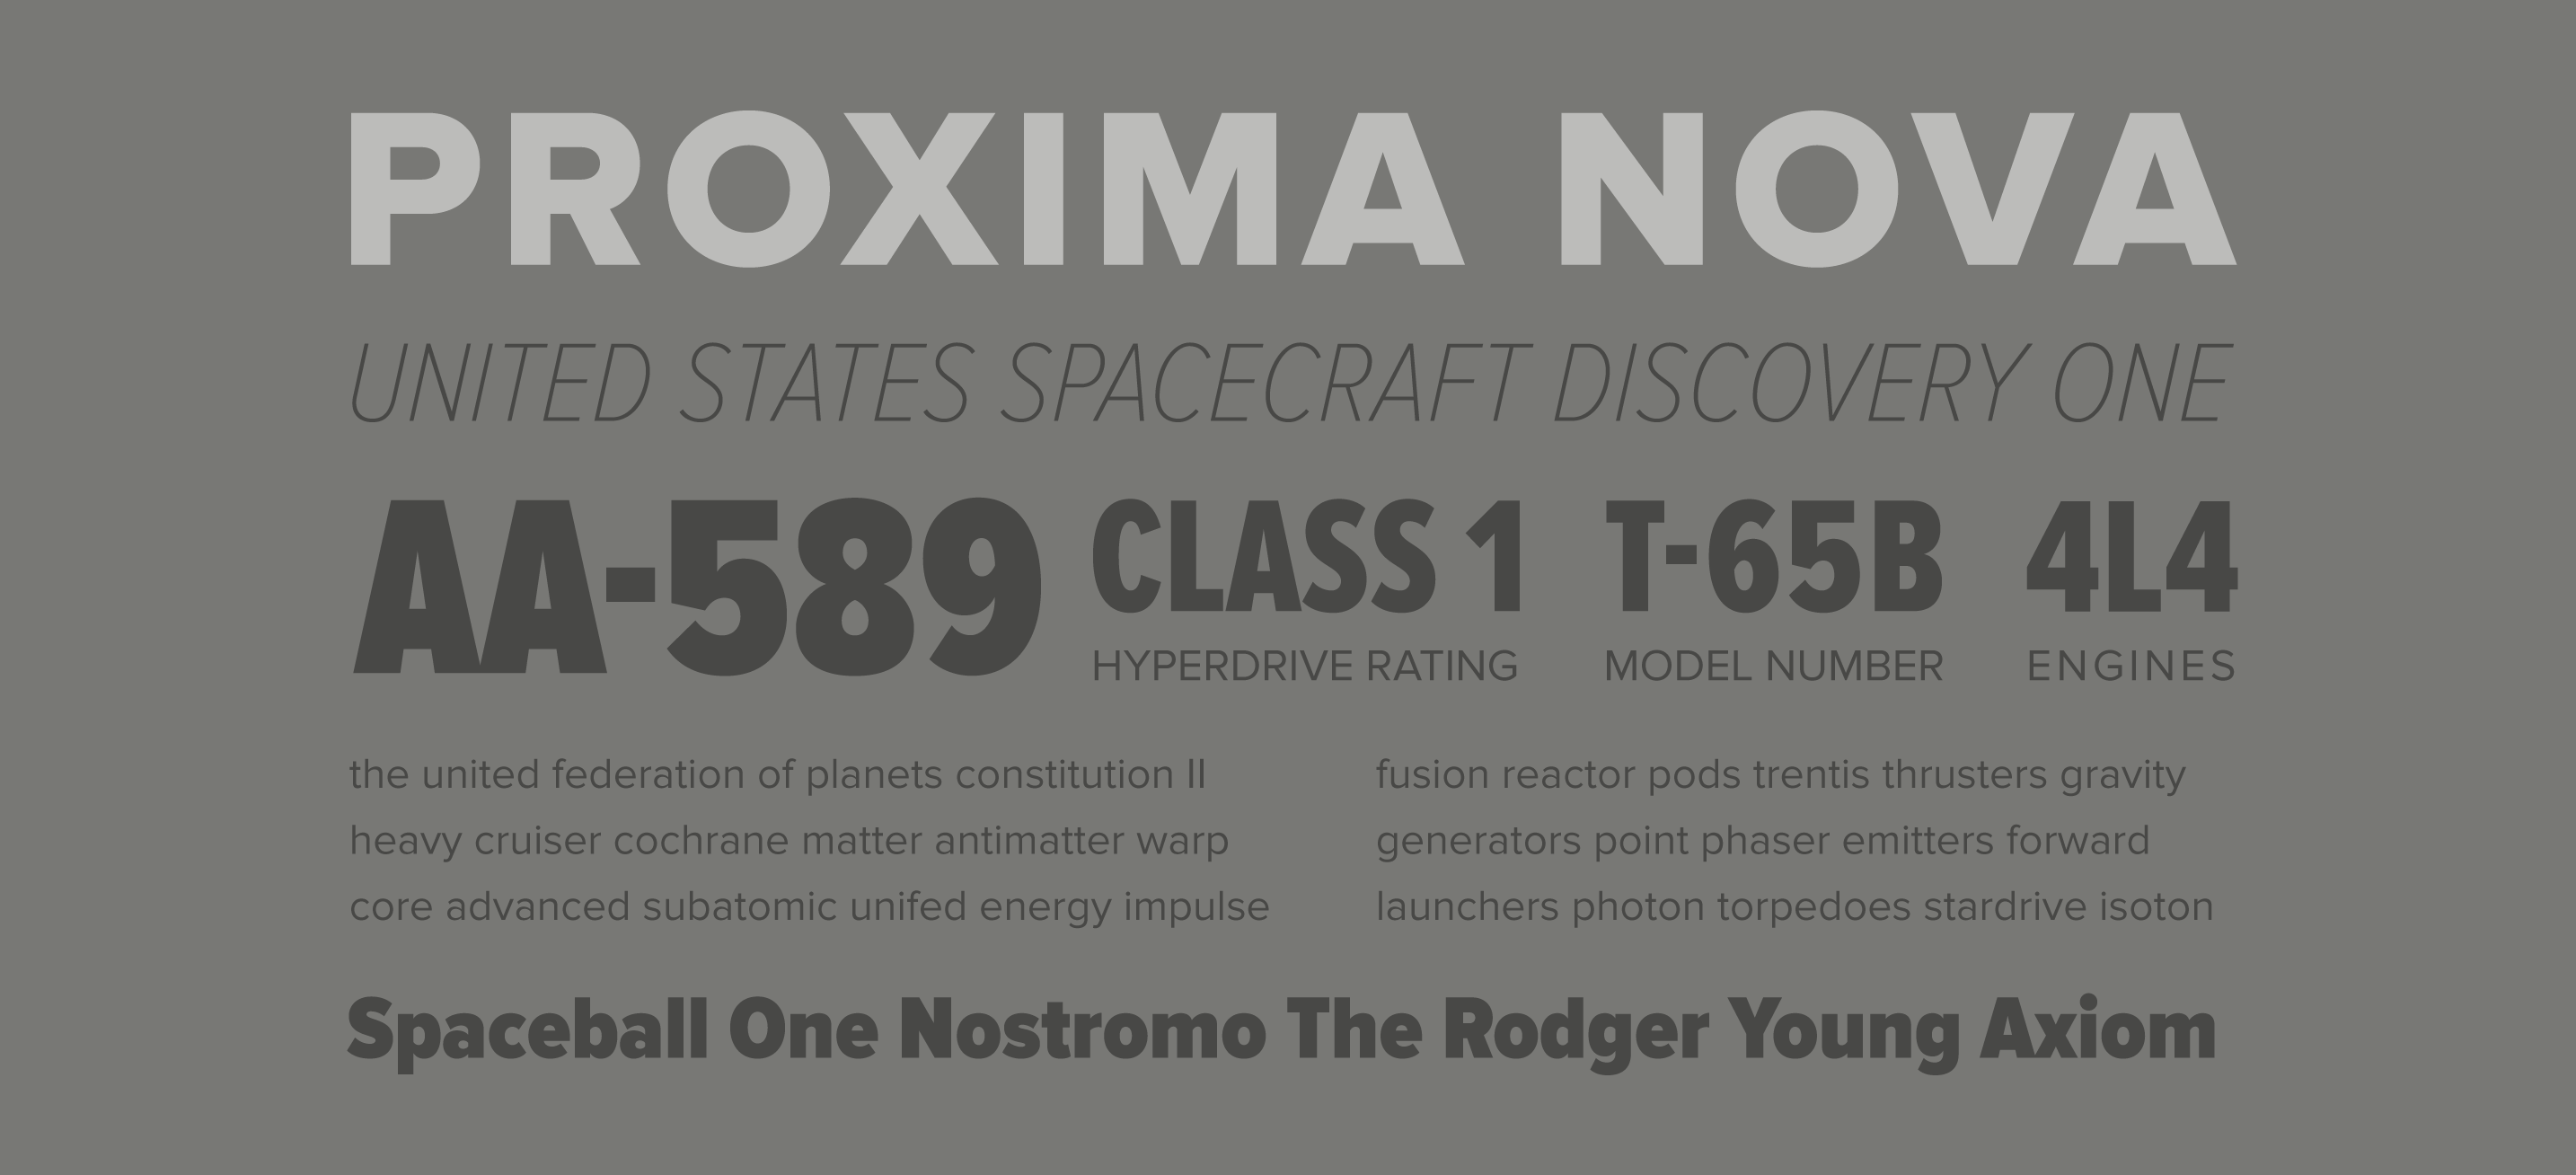 PROXIMA NOVA
UNITED STATES SPACECRAFT DISCOVERY ONE
AA-589 CLASS 1 T-65B 4L4
HYPERDRIVE RATING MODEL NUMBER ENGINES
the united federation of planets constitution II
heavy cruiser cochrane matter antimatter warp
core advanced subatomic unifed energy impulse
fusion reactor pods trentis thrusters gravity
generators point phaser emitters forward
launchers photon torpedoes stardrive isoton
Spaceball One Nostromo The Rodger Young Axiom